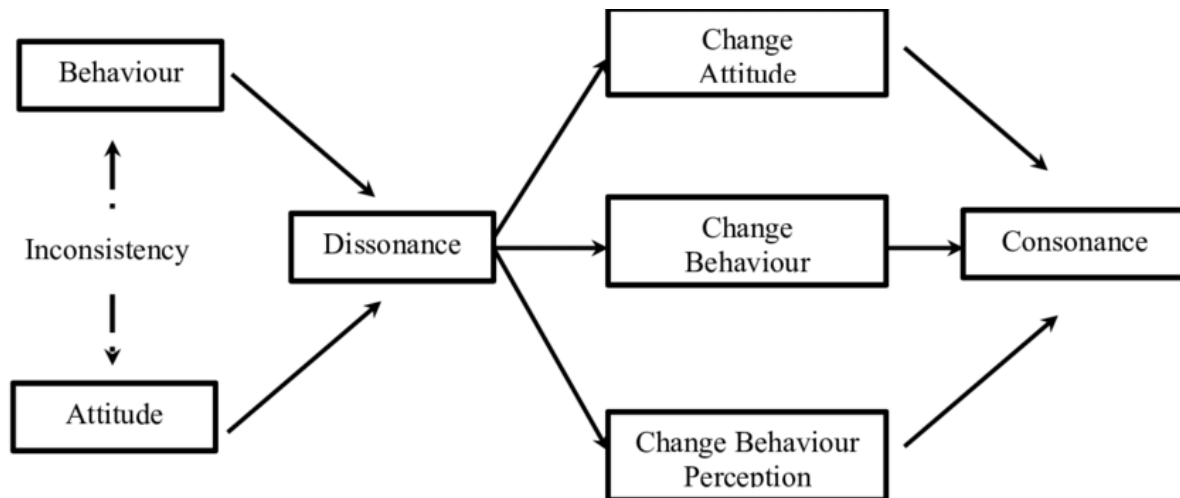 Behaviour
Inconsistency
Attitude
Dissonance
Change
Attitude
Change
Behaviour
Change Behaviour
Perception
Consonance